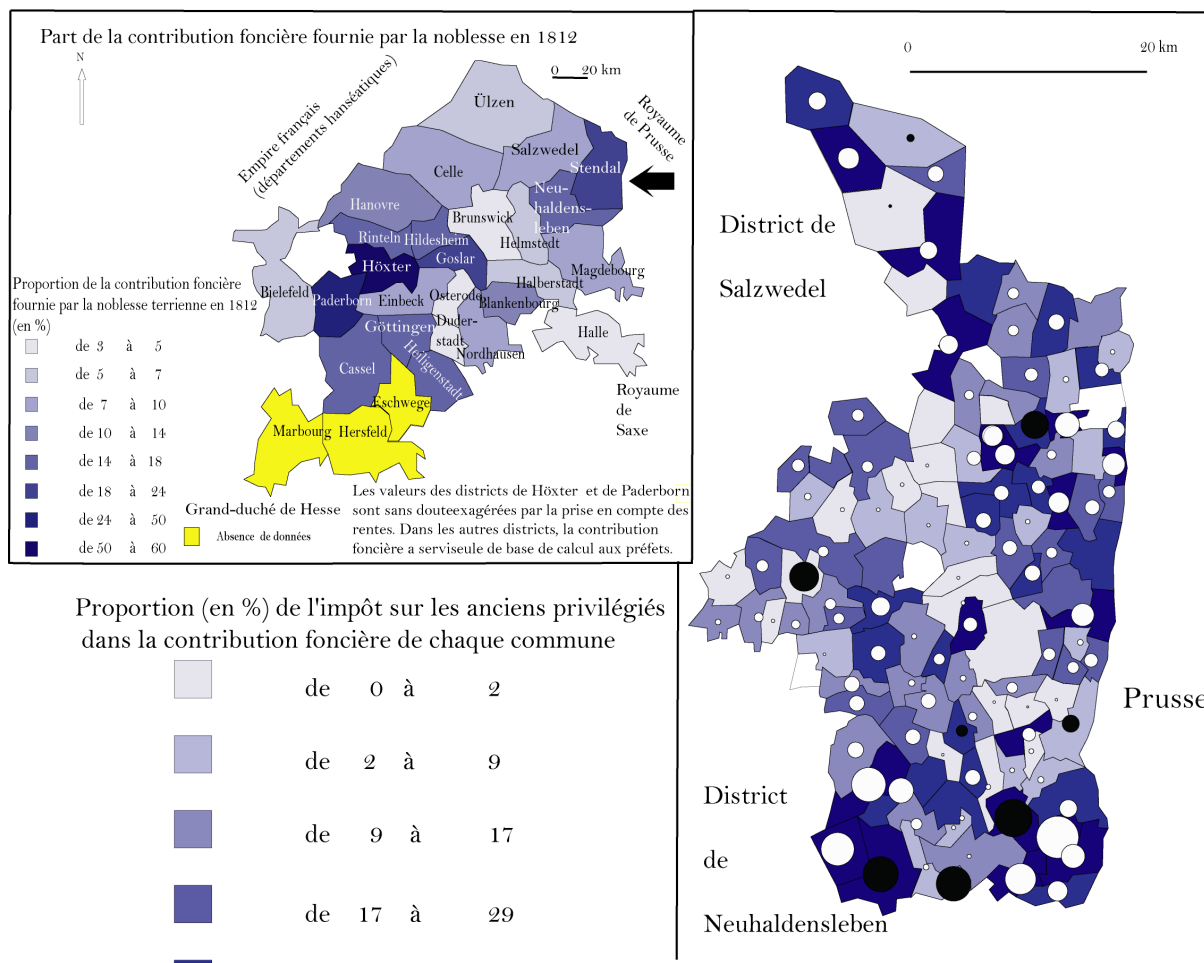 Part de la contribution foncière fournie par la noblesse en 1812
N
0 20 km
Empire français
(départements hanséatiques)
Royaume
de Prusse
Ülzen
Salzwedel
Stendal
Celle
Neu-
haldens-
leben
Hanovre
Brunswick
Rinteln
Hildesheim
Helmstedt
Goslar
Höxter
Magdebourg
Halberstadt
Bielefeld
Paderborn
Einbeck
Osterode
Blankenbourg
Göttingen
Duder-
stadt
Halle
Nordhausen
Cassel
Heiligenstadt
Eschwege
Marbourg
Hersfeld
Royaume
de
Saxe
Proportion de la contribution foncière
fournie par la noblesse terrienne en 1812
(en %)
de 3 à 5
de 5 à 7
de 7 à 10
de 10 à 14
de 14 à 18
de 18 à 24
de 24 à 50
de 50 à 60
Grand-duché de Hesse
Absence de données
Les valeurs des districts de Höxter et de Paderborn
sont sans douteexagérées par la prise en compte des
rentes. Dans les autres districts, la contribution
foncière a serviseule de base de calcul aux préfets.
Proportion (en %) de l'impôt sur les anciens privilégiés
dans la contribution foncière de chaque commune
de 0 à 2
de 2 à 9
de 9 à 17
de 17 à 29
0 20 km
District de
Salzwedel
Prusse
District
de
Neuhaldensleben